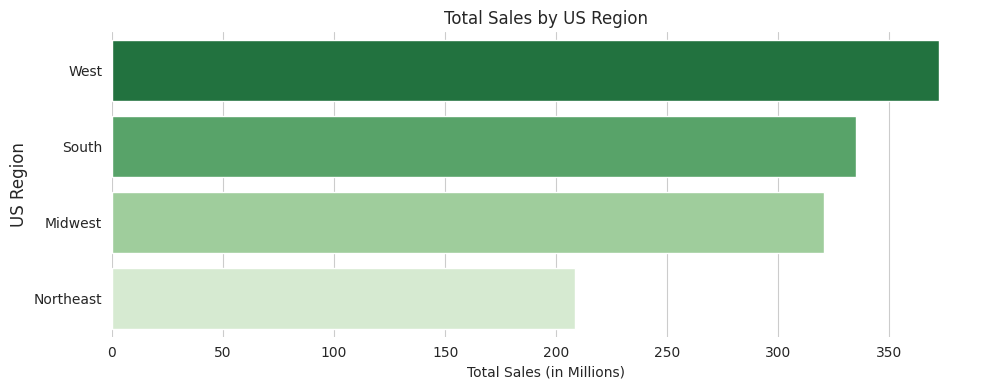 Total Sales by US Region
US Region
West
South
Midwest
Northeast
0 50 100 150 200 250 300 350
Total Sales (in Millions)